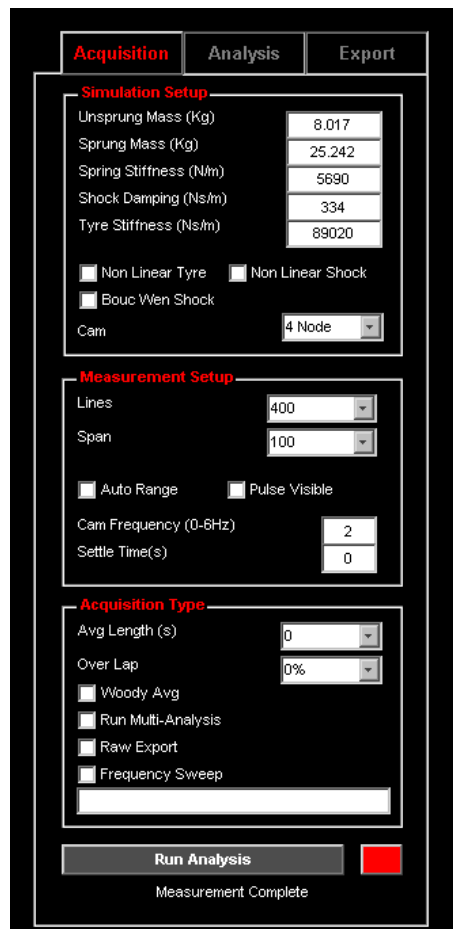 Acquisition Analysis Export
Simulation Setup
Unsprung Mass (Kg) 8.017
Sprung Mass (Kg) 25.242
Spring Stiffness (N/m) 5690
Shock Damping (Ns/m) 334
Tyre Stiffness (Ns/m) 89020
Non Linear Tyre Non Linear Shock
Bouc Wen Shock
Cam 4 Node
Measurement Setup
Lines 400
Span 100
Auto Range Pulse Visible
Cam Frequency (0-6Hz) 2
Settle Time(s) 0
Acquisition Type
Avg Length (s) 0
Over Lap 0%
Woody Avg
Run Multi-Analysis
Raw Export
Frequency Sweep
Run Analysis
Measurement Complete